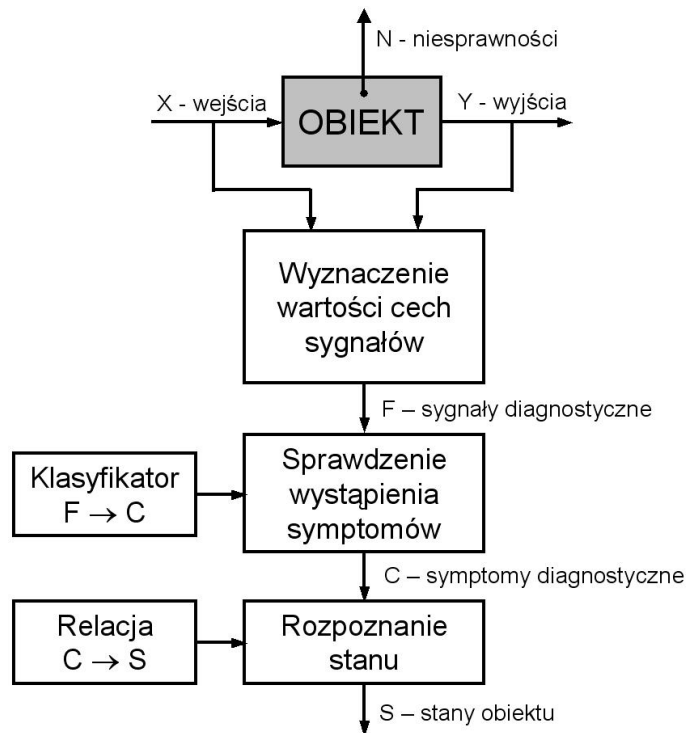 N - niesprawności
X - wejścia
OBIEKT
Y - wyjścia
Wyznaczenie
wartości cech
sygnałów
F – sygnały diagnostyczne
Klasyfikator
F → C
Sprawdzenie
wystąpienia
symptomów
C – symptomy diagnostyczne
Relacja
C → S
Rozpoznanie
stanu
S – stany obiektu